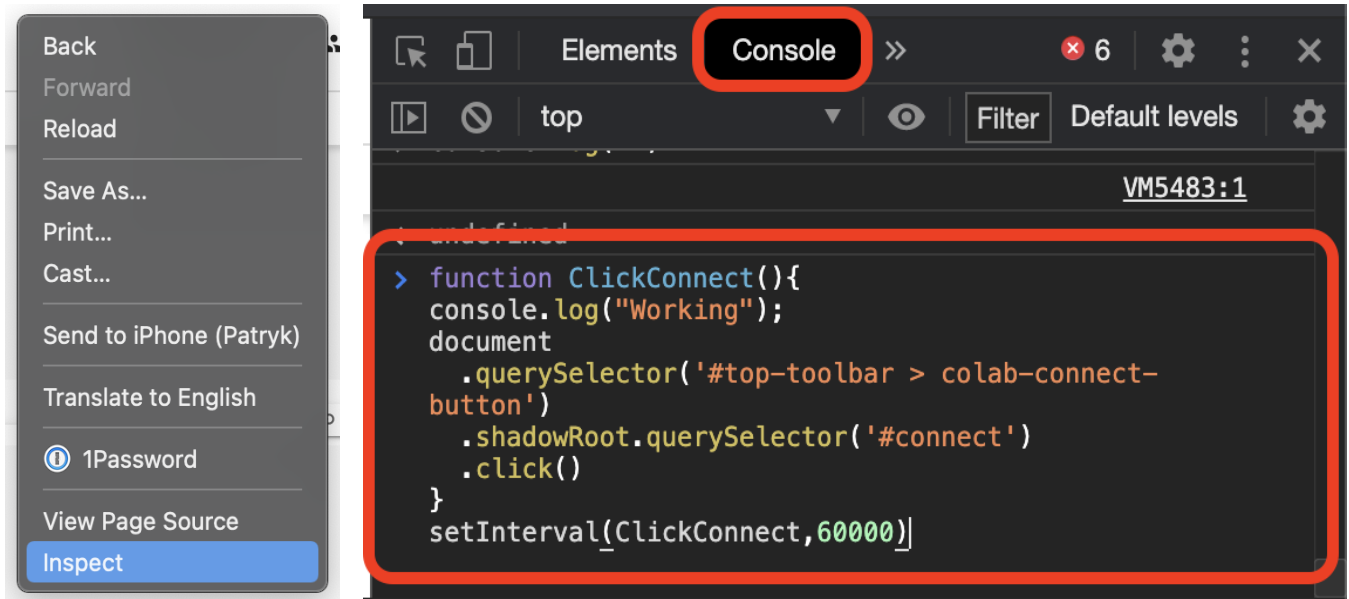 Back
Forward
Reload
Save As...
Print...
Cast...
Send to iPhone (Patryk)
Translate to English
1Password
View Page Source
Inspect
Elements
Console
6
top
Filter
Default levels
VM5483:1
undefined
function ClickConnect(){
console.log("Working");
document
.querySelector('#top-toolbar > colab-connect-
button')
.shadowRoot.querySelector('#connect')
.click()
}
setInterval(ClickConnect,60000)